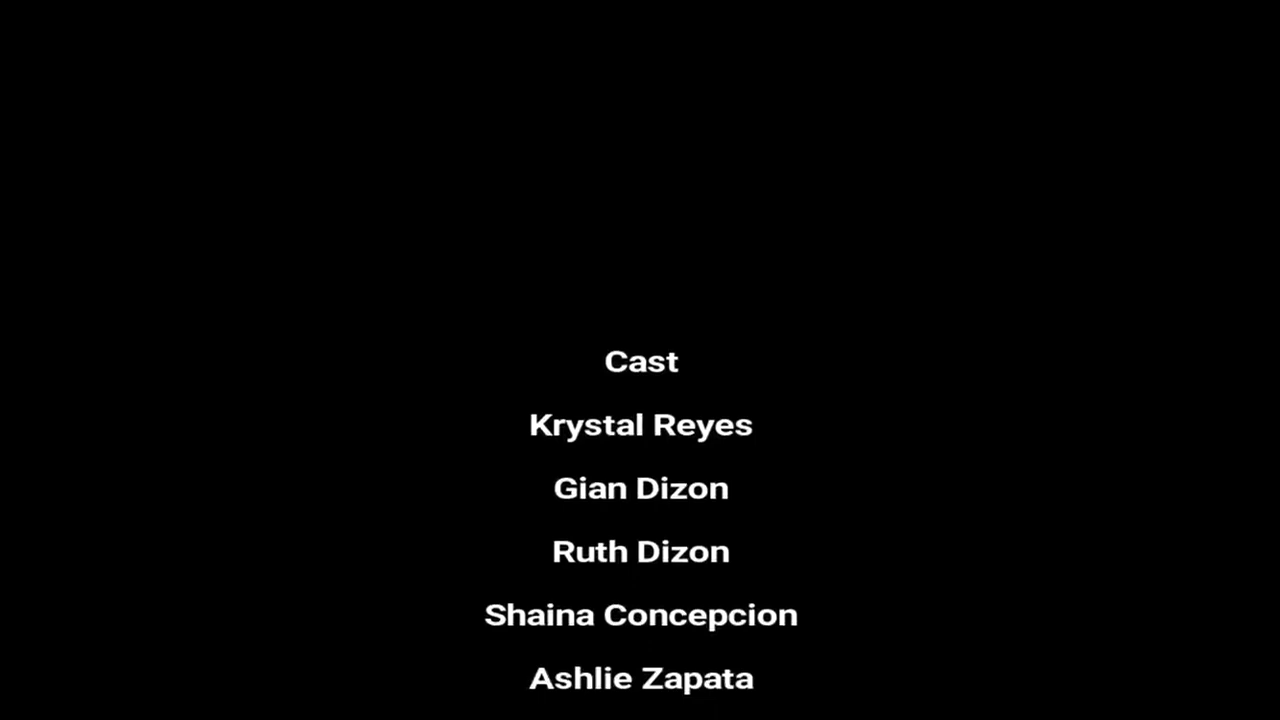 Cast
Krystal Reyes
Gian Dizon
Ruth Dizon
Shaina Concepcion
Ashlie Zapata